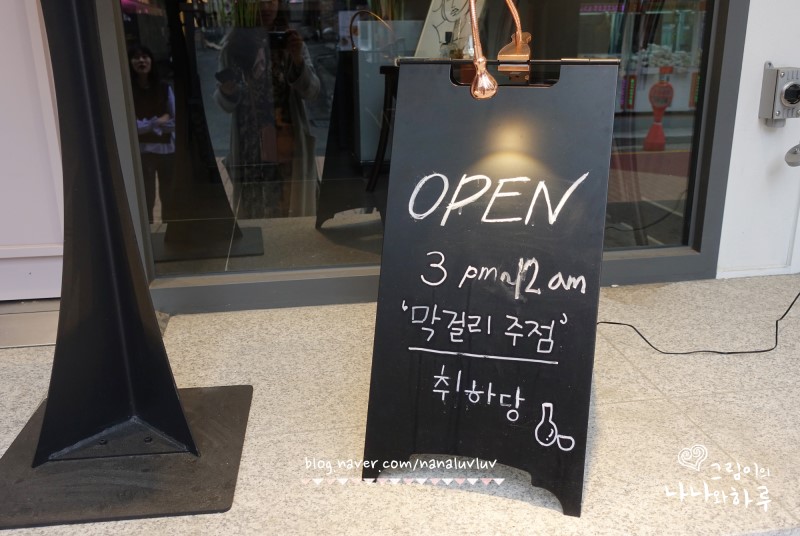 OPEN
3 pm ~ 12 am
'막걸리 주점'
취하당
blog.naver.com/nanaluvluv
그림이의
나나와하루